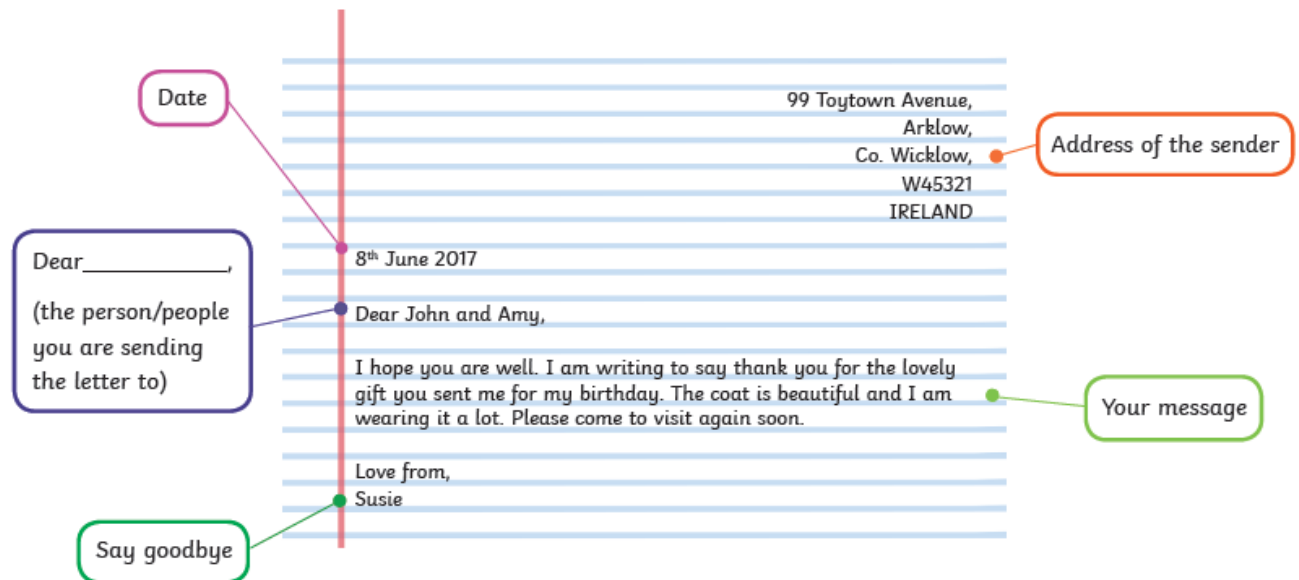 99 Toytown Avenue,
Arklow,
Co. Wicklow,
W45321
IRELAND
Address of the sender
Date
8th June 2017
Dear____________,
(the person/people
you are sending
the letter to)
Dear John and Amy,
I hope you are well. I am writing to say thank you for the lovely
gift you sent me for my birthday. The coat is beautiful and I am
wearing it a lot. Please come to visit again soon.
Your message
Love from,
Susie
Say goodbye